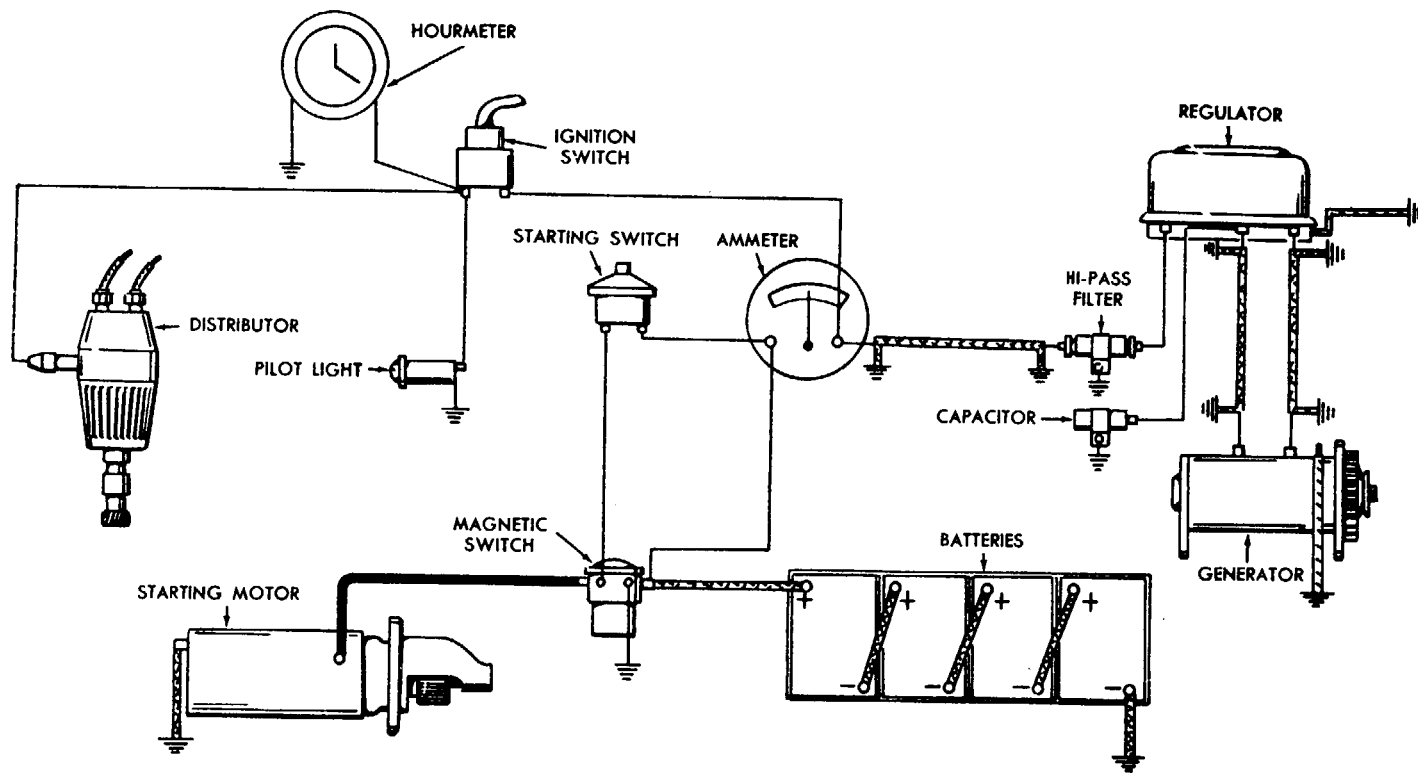 HOURMETER
REGULATOR
IGNITION
SWITCH
STARTING SWITCH
AMMETER
HI-PASS
FILTER
DISTRIBUTOR
PILOT LIGHT
CAPACITOR
MAGNETIC
SWITCH
BATTERIES
GENERATOR
STARTING MOTOR
+ + + +
− − − −